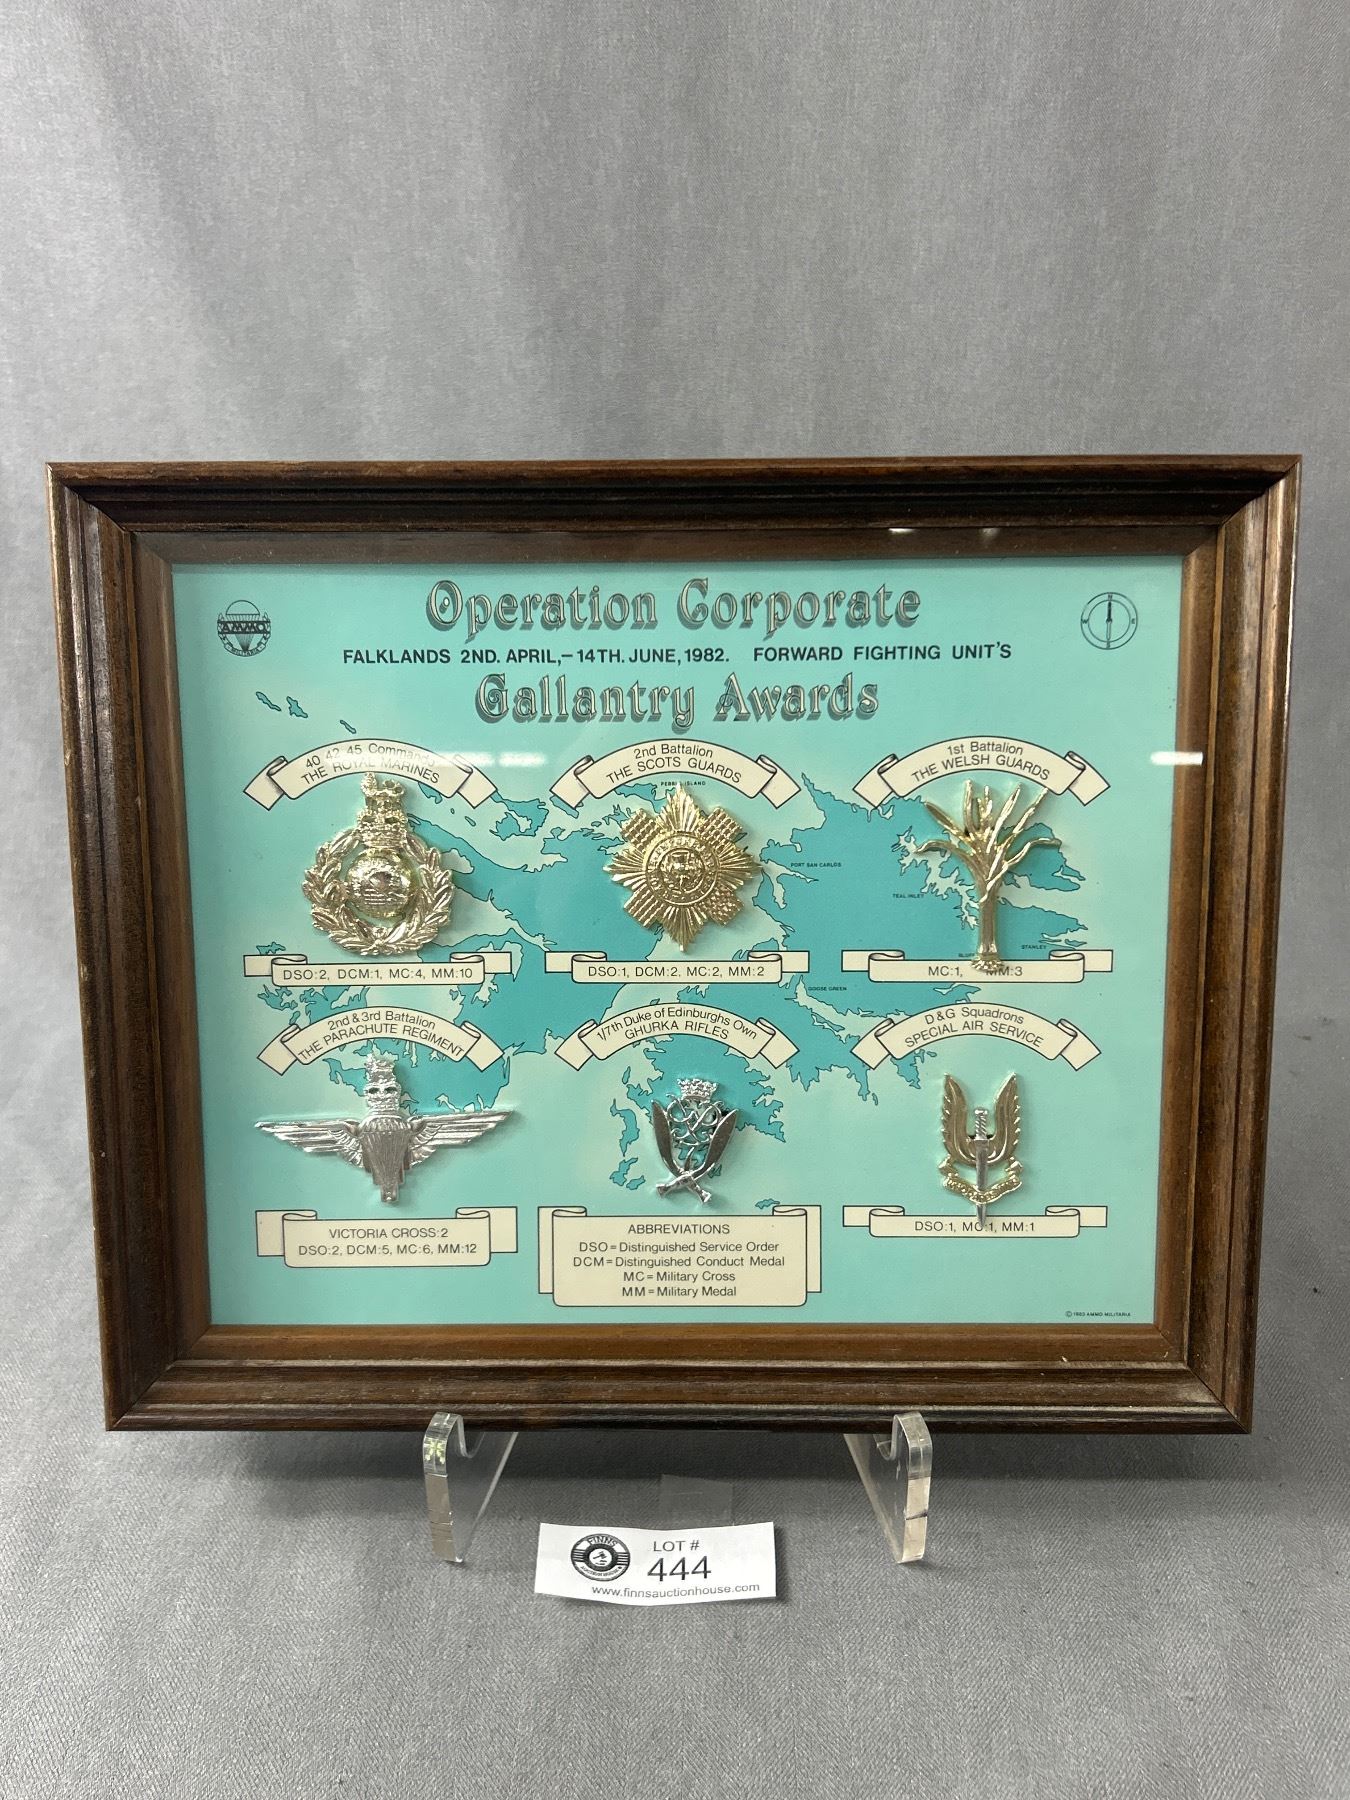 Operation Corporate
AMMO
N
FALKLANDS 2ND. APRIL,–14TH. JUNE, 1982. FORWARD FIGHTING UNIT'S
Gallantry Awards
40 42 45 Commando
THE ROYAL MARINES
2nd Battalion
THE SCOTS GUARDS
1st Battalion
THE WELSH GUARDS
ISLAND
PORT SAN CARLOS
TEAL INLET
STANLEY
GOOSE GREEN
DSO:2, DCM:1, MC:4, MM:10
DSO:1, DCM:2, MC:2, MM:2
MC:1, MM:3
2nd & 3rd Battalion
THE PARACHUTE REGIMENT
1/7th Duke of Edinburghs Own
GHURKA RIFLES
D&G Squadrons
SPECIAL AIR SERVICE
VICTORIA CROSS:2
DSO:2, DCM:5, MC:6, MM:12
ABBREVIATIONS
DSO=Distinguished Service Order
DCM=Distinguished Conduct Medal
MC=Military Cross
MM=Military Medal
DSO:1, MC:1, MM:1
© 1983 AMMO MILITARIA
FINNS
LOT #
444
www.finnsauctionhouse.com